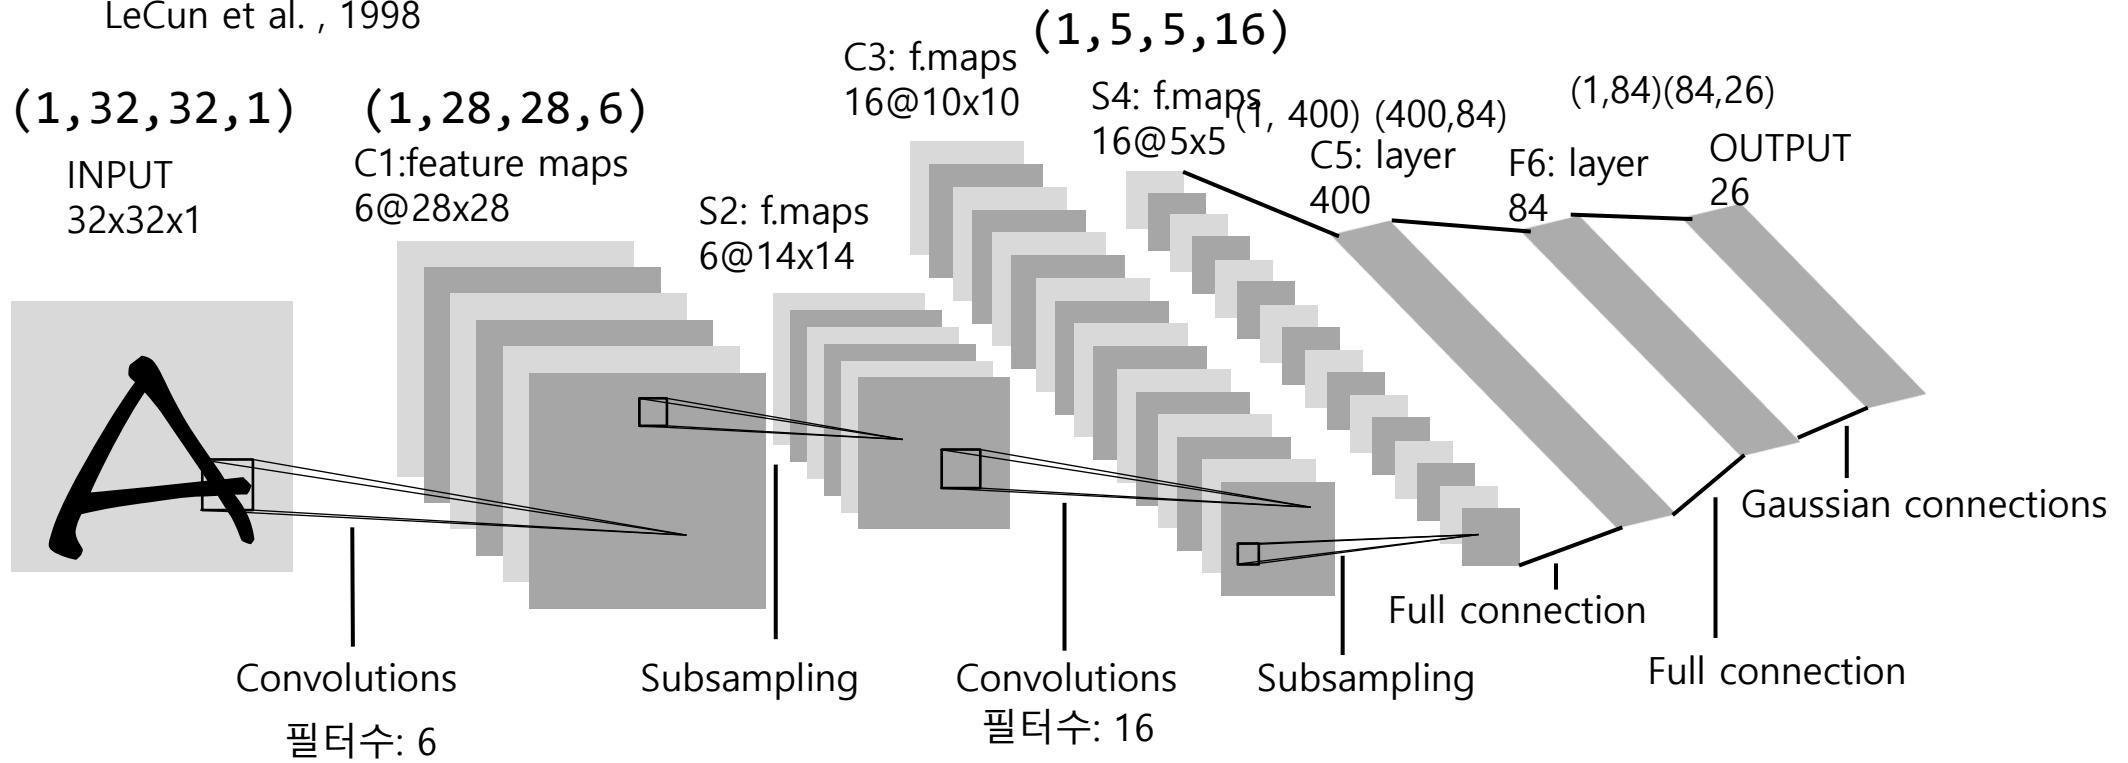 LeCun et al. , 1998
(1,32,32,1)
INPUT
32x32x1
(1,28,28,6)
C1:feature maps
6@28x28
S2: f.maps
6@14x14
C3: f.maps
16@10x10
(1,5,5,16)
S4: f.maps
16@5x5
(1, 400) (400,84)
C5: layer
400
F6: layer
84
(1,84)(84,26)
OUTPUT
26
Convolutions
필터수: 6
Subsampling
Convolutions
필터수: 16
Subsampling
Full connection
Full connection
Gaussian connections
A